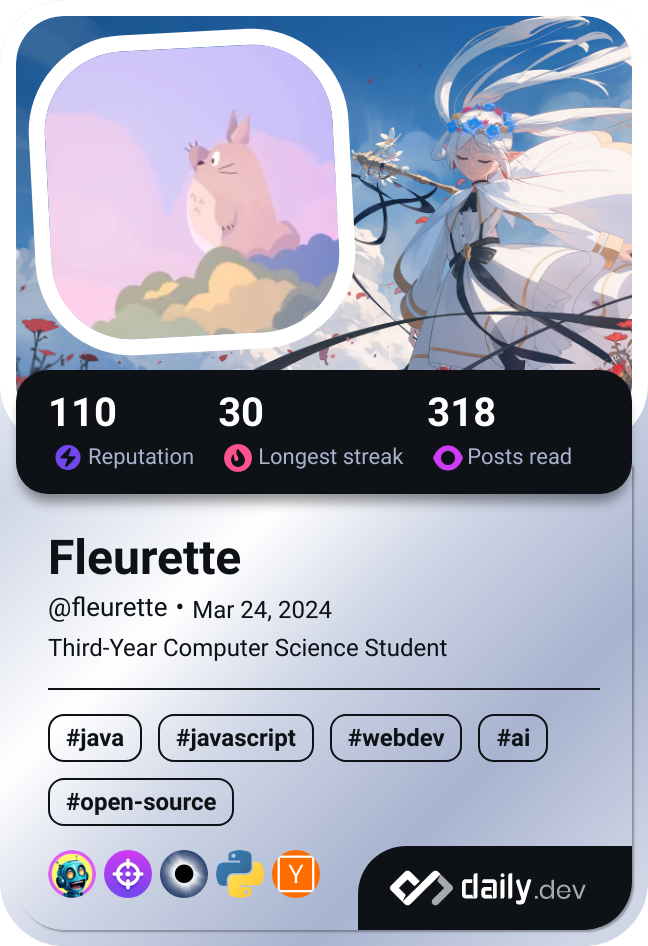 110 30 318
Reputation Longest streak Posts read
Fleurette
@fleurette • Mar 24, 2024
Third-Year Computer Science Student
#java #javascript #webdev #ai
#open-source
Y
daily.dev